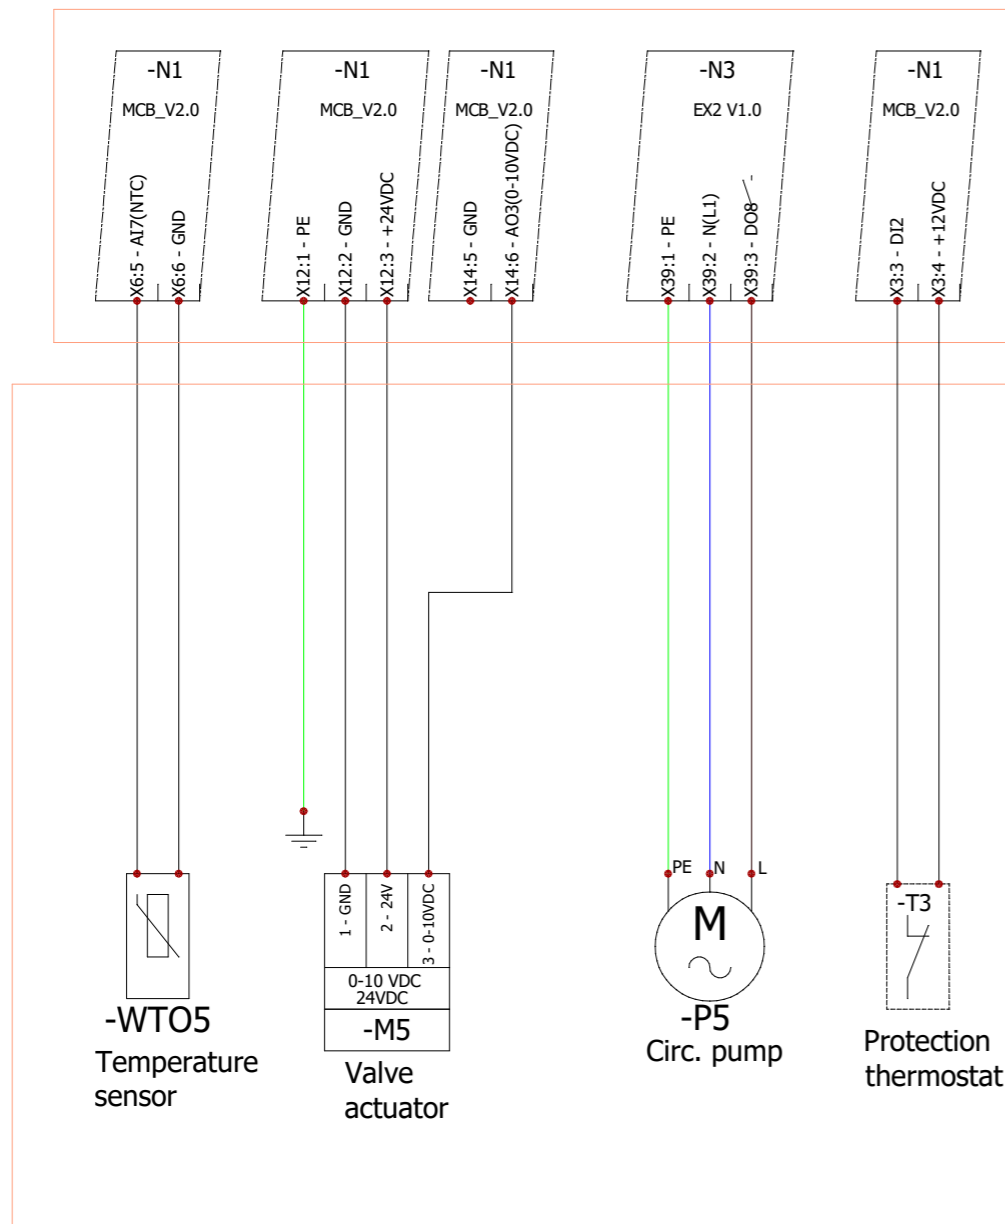 -N1
MCB_V2.0
X6:5 - AI7(NTC)
X6:6 - GND
-N1
MCB_V2.0
X12:1 - PE
X12:2 - GND
X12:3 - +24VDC
-N1
MCB_V2.0
X14:5 - GND
X14:6 - AO3(0-10VDC)
-N3
EX2 V1.0
X39:1 - PE
X39:2 - N(L1)
X39:3 - DO8
-N1
MCB_V2.0
X3:3 - DI2
X3:4 - +12VDC
-WTO5
Temperature
sensor
1 - GND
2 - 24V
3 - 0-10VDC
0-10 VDC
24VDC
-M5
Valve
actuator
PE
N
L
M
-P5
Circ. pump
-T3
Protection
thermostat